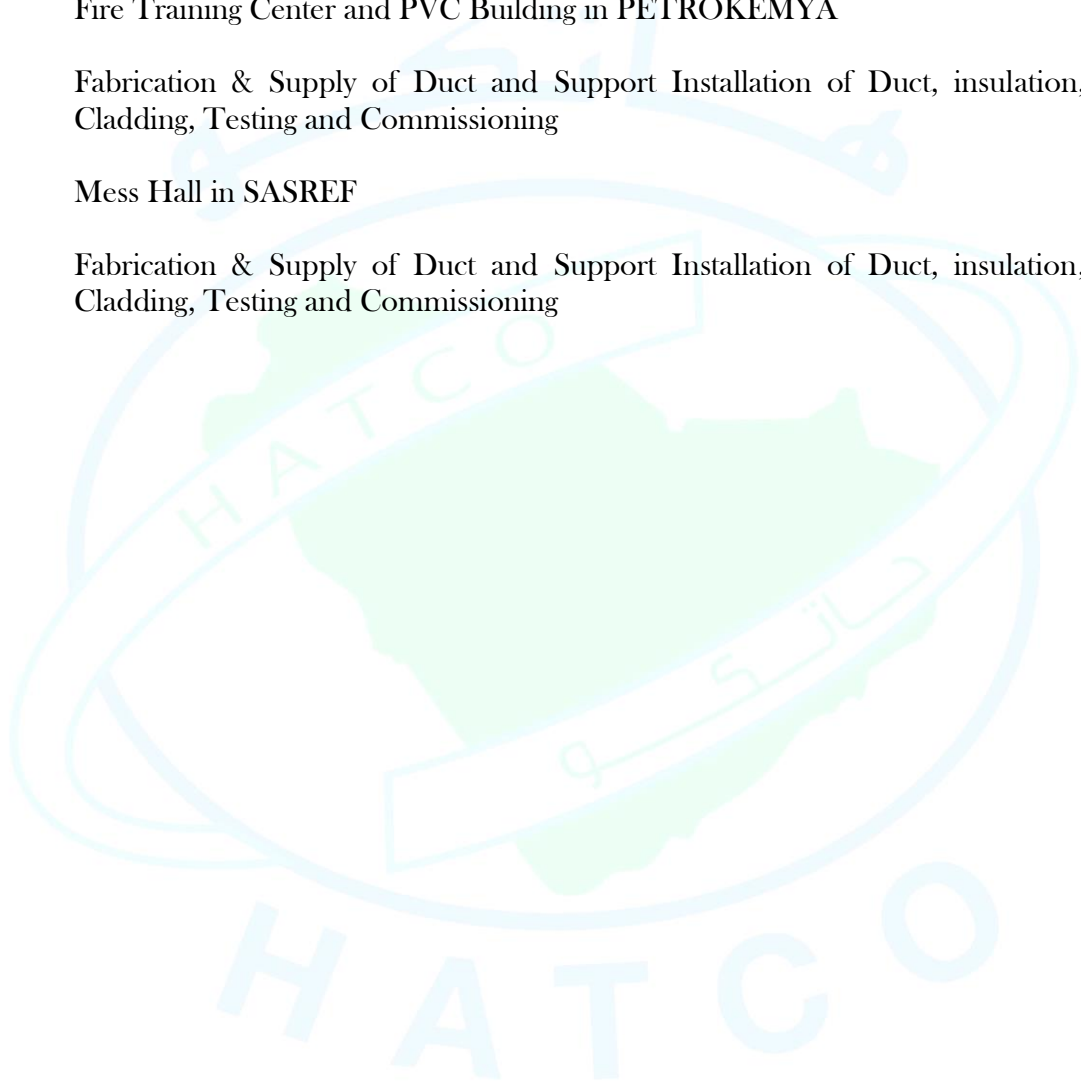 Fire Training Center and PVC Building in PETROKEMYA
Fabrication & Supply of Duct and Support Installation of Duct, insulation,
Cladding, Testing and Commissioning
Mess Hall in SASREF
Fabrication & Supply of Duct and Support Installation of Duct, insulation,
Cladding, Testing and Commissioning
HATCO
حاتكو
HATCO